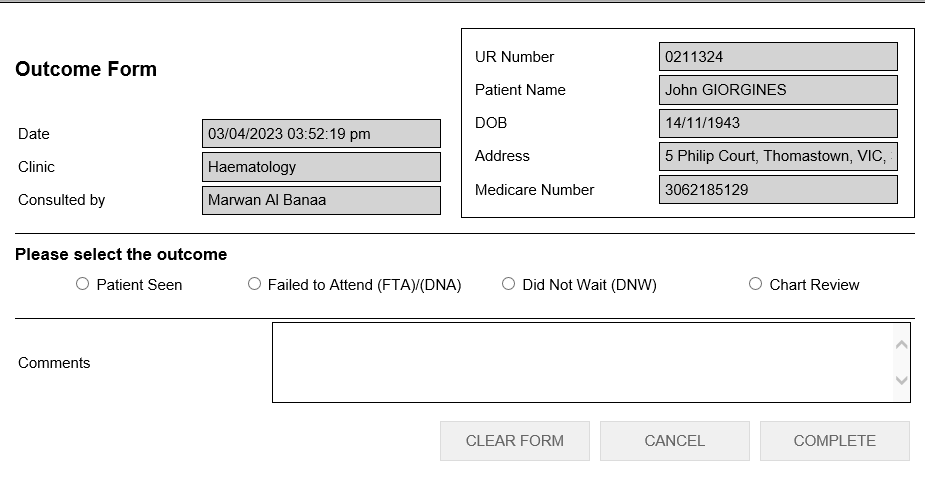 Outcome Form
Date 03/04/2023 03:52:19 pm
Clinic Haematology
Consulted by Marwan Al Banaa
UR Number 0211324
Patient Name John GIORGINES
DOB 14/11/1943
Address 5 Philip Court, Thomastown, VIC,
Medicare Number 3062185129
Please select the outcome
Patient Seen Failed to Attend (FTA)/(DNA) Did Not Wait (DNW) Chart Review
Comments
CLEAR FORM CANCEL COMPLETE